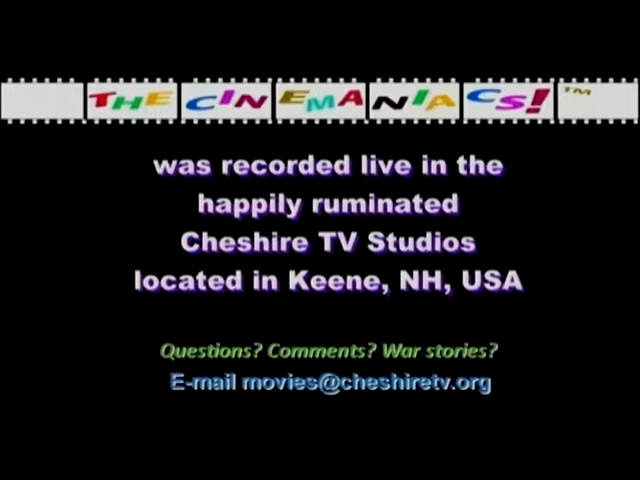 THE CINEMANIACS!™
was recorded live in the
happily ruminated
Cheshire TV Studios
located in Keene, NH, USA
Questions? Comments? War stories?
E-mail movies@cheshiretv.org